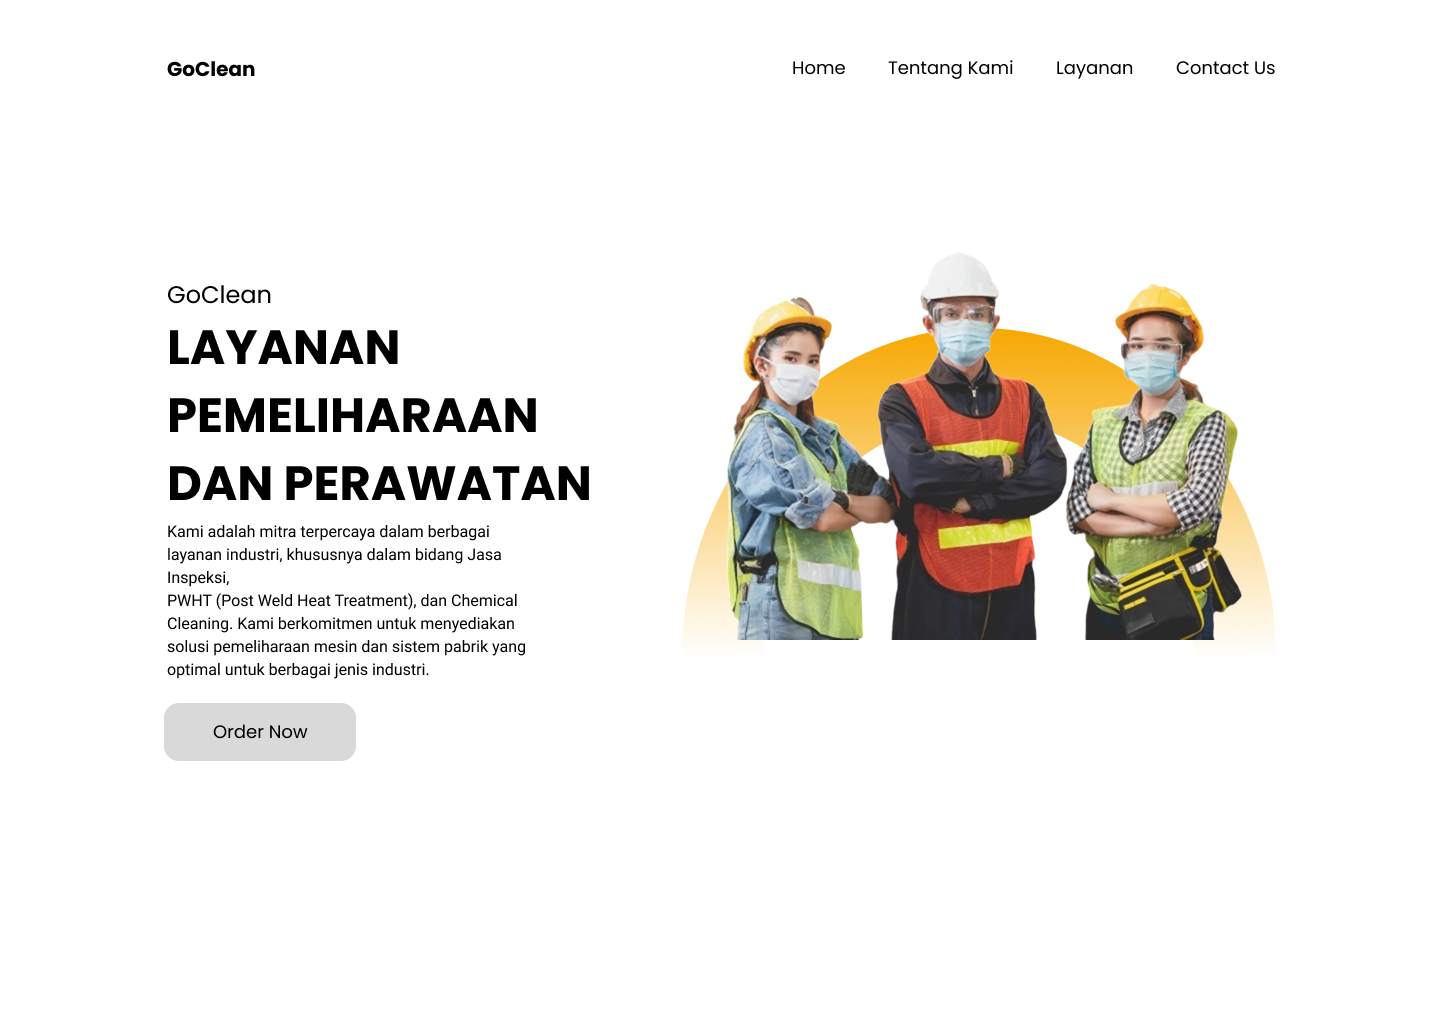 GoClean
Home
Tentang Kami
Layanan
Contact Us
GoClean
LAYANAN
PEMELIHARAAN
DAN PERAWATAN
Kami adalah mitra terpercaya dalam berbagai
layanan industri, khususnya dalam bidang Jasa
Inspeksi,
PWHT (Post Weld Heat Treatment), dan Chemical
Cleaning. Kami berkomitmen untuk menyediakan
solusi pemeliharaan mesin dan sistem pabrik yang
optimal untuk berbagai jenis industri.
Order Now